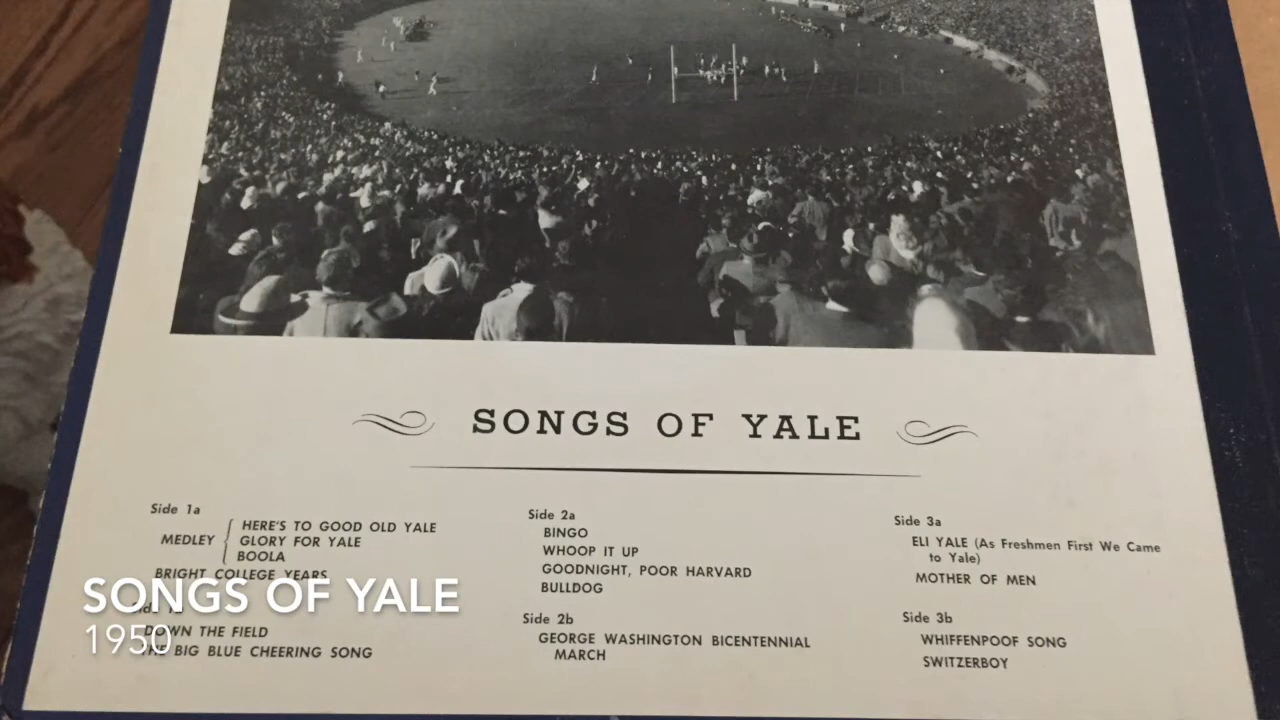 SONGS OF YALE
Side 1a
MEDLEY
HERE'S TO GOOD OLD YALE
GLORY FOR YALE
BOOLA
BRIGHT COLLEGE YEARS
DOWN THE FIELD
THE BIG BLUE CHEERING SONG
Side 2a
BINGO
WHOOP IT UP
GOODNIGHT, POOR HARVARD
BULLDOG
Side 2b
GEORGE WASHINGTON BICENTENNIAL
MARCH
Side 3a
ELI YALE (As Freshmen First We Came
to Yale)
MOTHER OF MEN
Side 3b
WHIFFENPOOF SONG
SWITZERBOY
SONGS OF YALE
1950